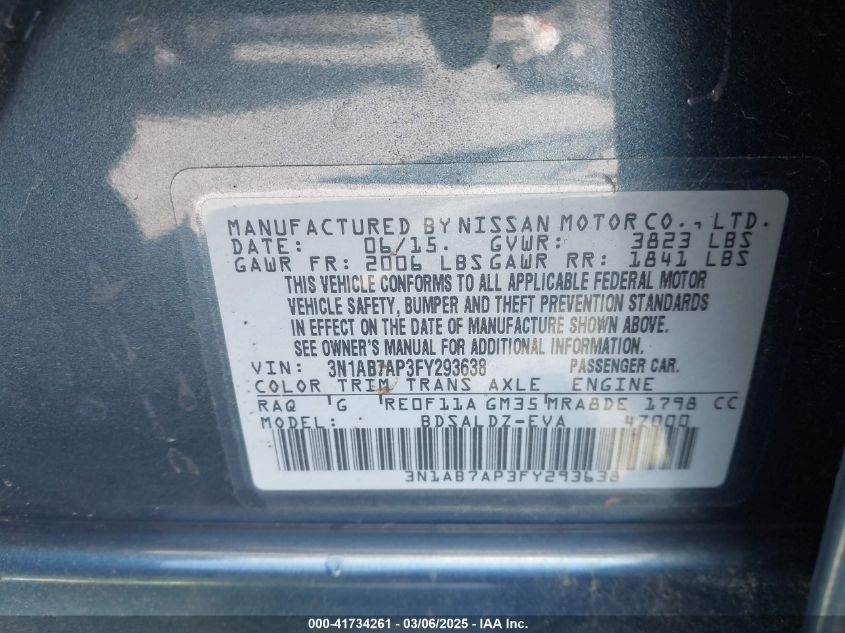 MANUFACTURED BY NISSAN MOTOR CO., LTD.
DATE: 06/15. GVWR: 3823 LBS
GAWR FR: 2006 LBS GAWR RR: 1841 LBS
THIS VEHICLE CONFORMS TO ALL APPLICABLE FEDERAL MOTOR
VEHICLE SAFETY, BUMPER AND THEFT PREVENTION STANDARDS
IN EFFECT ON THE DATE OF MANUFACTURE SHOWN ABOVE.
SEE OWNER'S MANUAL FOR ADDITIONAL INFORMATION
VIN: 3N1AB7AP3FY293638 PASSENGER CAR.
COLOR TRIM TRANS AXLE ENGINE
RAQ G RE0F11A GM35 MRA8DE 1798 CC
MODEL: BDSALDZ-EVA 4Z000
3N1AB7AP3FY293638
000-41734261 - 03/06/2025 - IAA Inc.